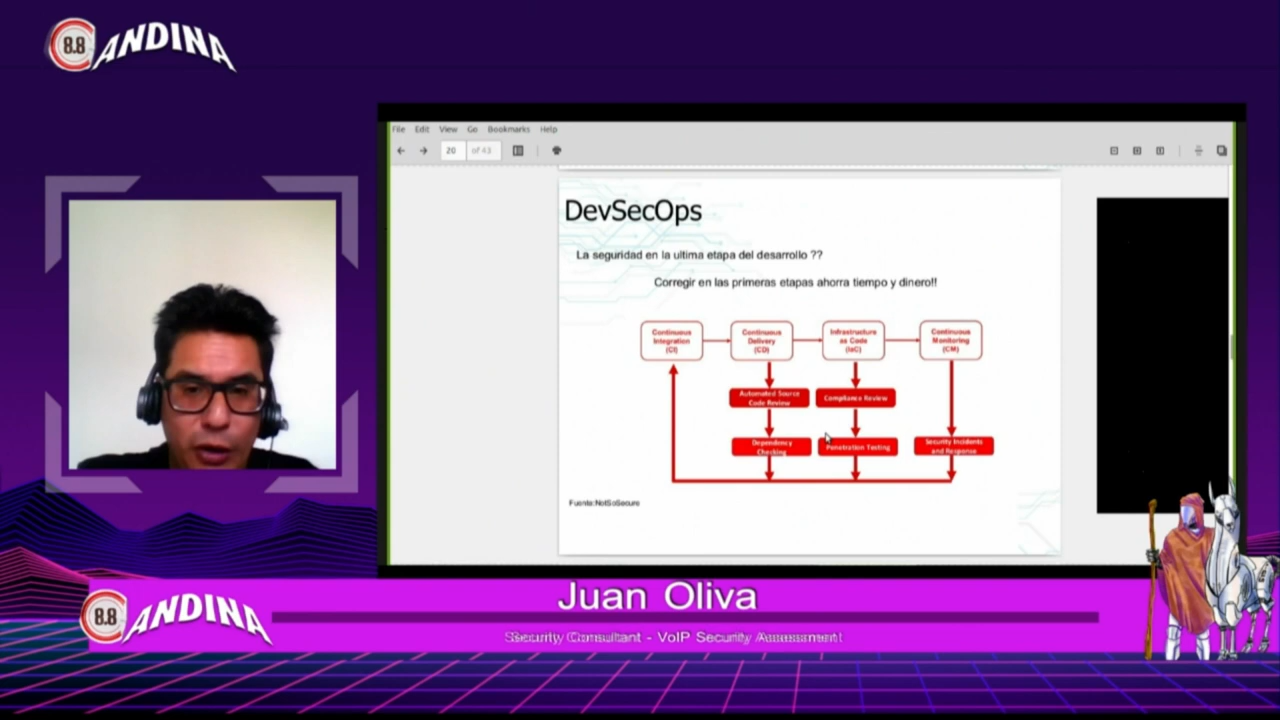 8.8 ANDINA
File Edit View Go Bookmarks Help
20 of 43
DevSecOps
La seguridad en la ultima etapa del desarrollo ??
Corregir en las primeras etapas ahorra tiempo y dinero!!
Continuous
Integration
(CI)
Continuous
Delivery
(CD)
Infrastructure
as Code
(IaC)
Continuous
Monitoring
(CM)
Automated Source
Code Review
Compliance Review
Dependency
Checking
Penetration Testing
Security Incidents
and Response
Fuente:NotSoSecure
Juan Oliva
8.8 ANDINA
Security Consultant - VoIP Security Assessment